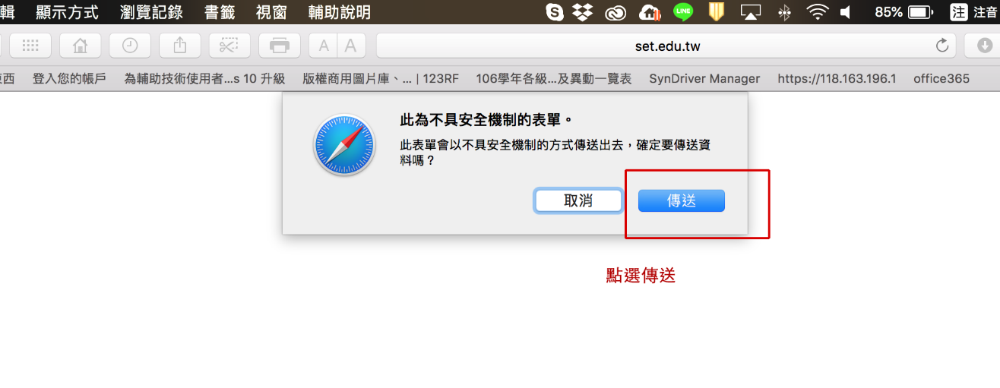 輯 顯示方式 瀏覽記錄 書籤 視窗 輔助說明 LINE 85% 注 注音
A A set.edu.tw
西 登入您的帳戶 為輔助技術使用者...s 10 升級 版權商用圖片庫、... | 123RF 106學年各級...及異動一覽表 SynDriver Manager https://118.163.196.1 office365
此為不具安全機制的表單。
此表單會以不具安全機制的方式傳送出去，確定要傳送資
料嗎？
取消 傳送
點選傳送